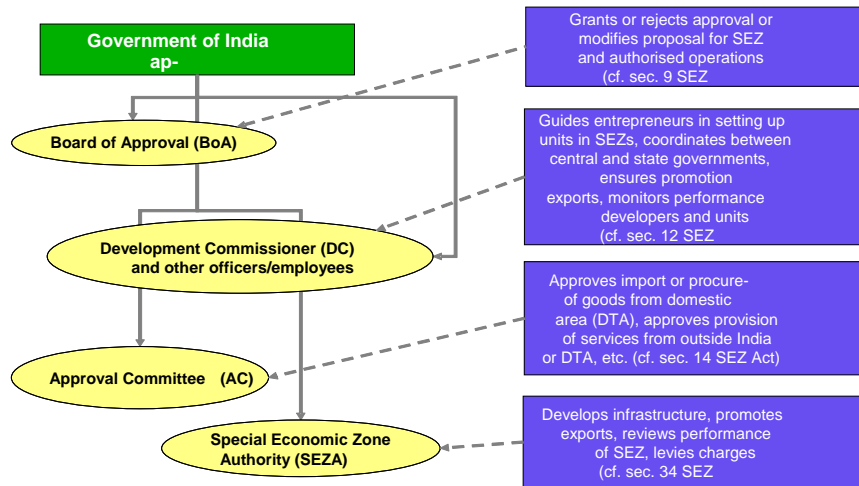 Government of India
ap-
Grants or rejects approval or
modifies proposal for SEZ
and authorised operations
(cf. sec. 9 SEZ
Board of Approval (BoA)
Guides entrepreneurs in setting up
units in SEZs, coordinates between
central and state governments,
ensures promotion
exports, monitors performance
developers and units
(cf. sec. 12 SEZ
Development Commissioner (DC)
and other officers/employees
Approves import or procure-
of goods from domestic
area (DTA), approves provision
of services from outside India
or DTA, etc. (cf. sec. 14 SEZ Act)
Approval Committee (AC)
Special Economic Zone
Authority (SEZA)
Develops infrastructure, promotes
exports, reviews performance
of SEZ, levies charges
(cf. sec. 34 SEZ